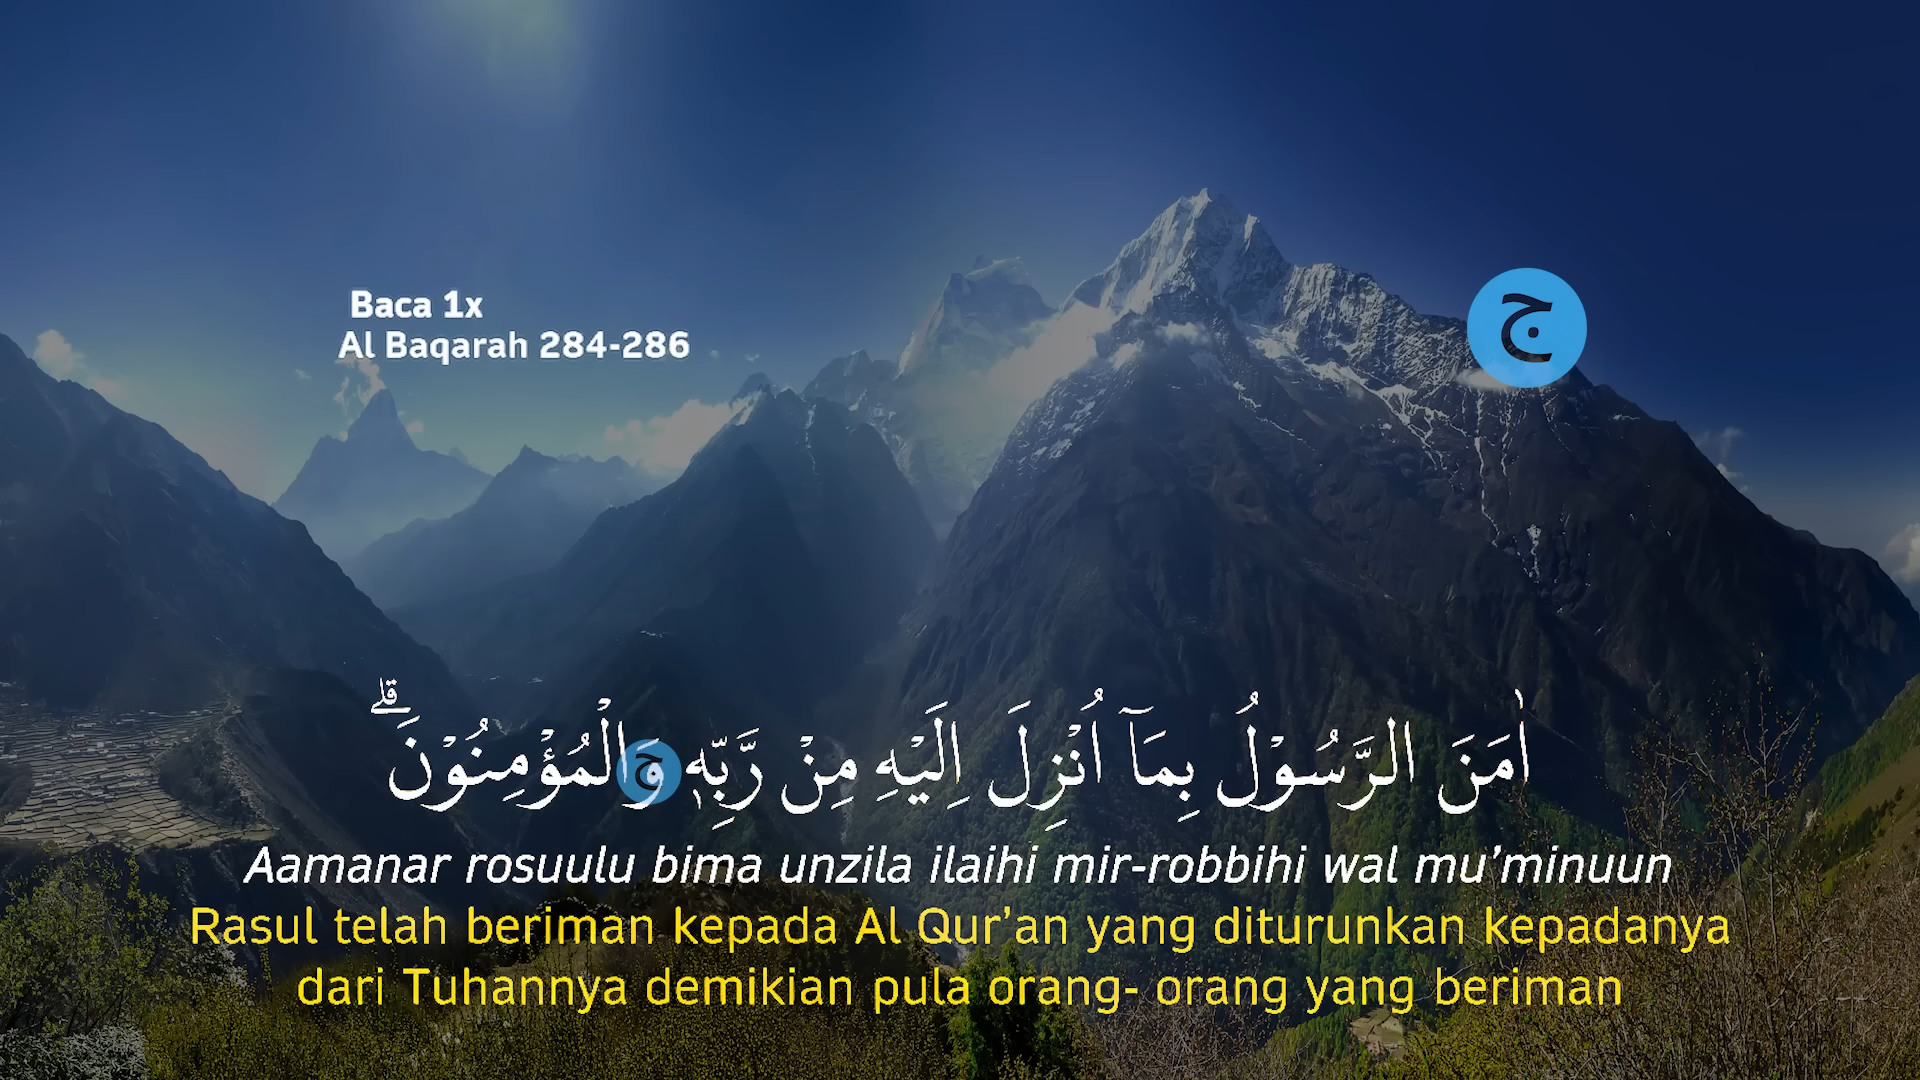 Baca 1x
Al Baqarah 284-286
ج
اٰمَنَ الرَّسُوْلُ بِمَآ اُنْزِلَ اِلَيْهِ مِنْ رَّبِّهٖ وَالْمُؤْمِنُوْنَۗ
ج
Aamanar rosuulu bima unzila ilaihi mir-robbihi wal mu’minuun
Rasul telah beriman kepada Al Qur’an yang diturunkan kepadanya
dari Tuhannya demikian pula orang- orang yang beriman